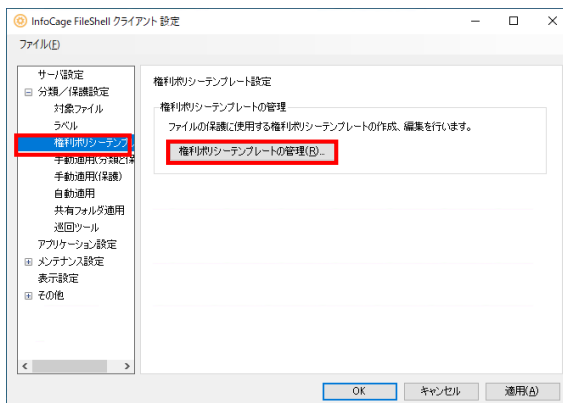 InfoCage FileShell クライアント 設定
ファイル(F)
サーバ設定
分類/保護設定
対象ファイル
ラベル
権利ポリシーテンプレ
手動適用(分類と保
手動適用(保護)
自動適用
共有フォルダ適用
巡回ツール
アプリケーション設定
メンテナンス設定
表示設定
その他
権利ポリシーテンプレート設定
権利ポリシーテンプレートの管理
ファイルの保護に使用する権利ポリシーテンプレートの作成、編集を行います。
権利ポリシーテンプレートの管理(R)...
OK
キャンセル
適用(A)